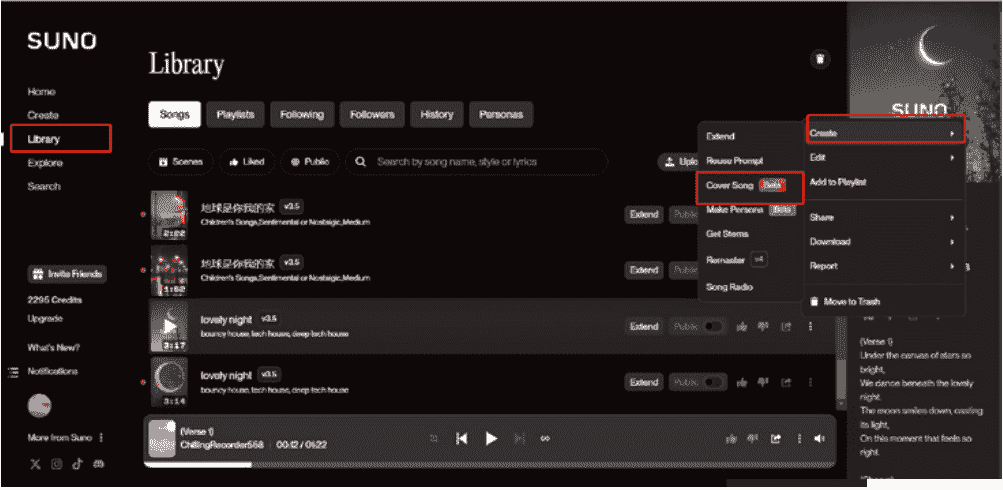 SUNO
Home
Create
Library
Explore
Search
Invite Friends
2295 Credits
Upgrade
What's New?
Notifications
More from Suno
Library
Songs
Playlists
Following
Followers
History
Personas
Scenes
Liked
Public
Search by song name, style or lyrics
地球是你我的家 v3.5
Children's Songs,Sentimental or Nostalgic,Medium
2:22
Extend
地球是你我的家 v3.5
Children's Songs,Sentimental or Nostalgic,Medium
1:52
Extend
lovely night v3.5
bouncy house, tech house, deep tech house
3:17
Extend Public
lovely night v3.5
bouncy house, tech house, deep tech house
3:14
Extend Public
Extend
Reuse Prompt
Cover Song Beta
Make Persona Beta
Get Stems
Remaster v4
Song Radio
Create
Edit
Add to Playlist
Share
Download
Report
Move to Trash
SUNO
(Verse 1)
Under the canvas of stars so
bright,
We dance beneath the lovely
night.
The moon smiles down, casting
its light,
On this moment that feels so
right.
(Verse 1)
ChillingRecorder558 00:12 / 01:22